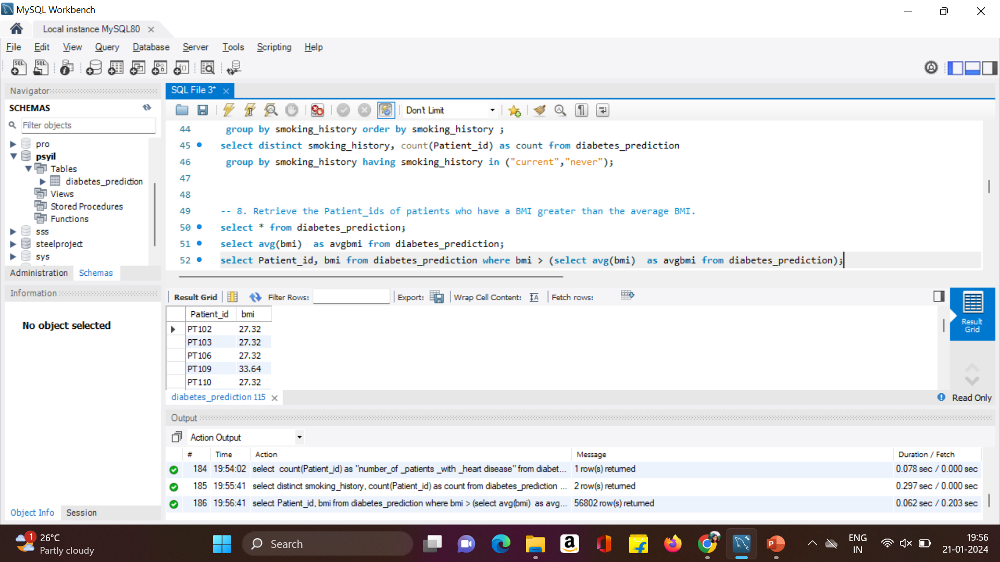 MySQL Workbench
Local instance MySQL80
File Edit View Query Database Server Tools Scripting Help
Navigator
SCHEMAS
Filter objects
pro
psyil
Tables
diabetes_prediction
Views
Stored Procedures
Functions
sss
steelproject
sys
Administration Schemas
Information
No object selected
Object Info Session
SQL File 3*
Don't Limit
44 group by smoking_history order by smoking_history ;
45 select distinct smoking_history, count(Patient_id) as count from diabetes_prediction
46 group by smoking_history having smoking_history in ("current","never");
47
48
49 -- 8. Retrieve the Patient_ids of patients who have a BMI greater than the average BMI.
50 select * from diabetes_prediction;
51 select avg(bmi)  as avgbmi from diabetes_prediction;
52 select Patient_id, bmi from diabetes_prediction where bmi > (select avg(bmi)  as avgbmi from diabetes_prediction);
Result Grid Filter Rows: Export: Wrap Cell Content: Fetch rows:
Patient_id bmi
PT102 27.32
PT103 27.32
PT106 27.32
PT109 33.64
PT110 27.32
Result
Grid
diabetes_prediction 115
Read Only
Output
Action Output
# Time Action Message Duration / Fetch
184 19:54:02 select  count(Patient_id) as "number_of _patients _with _heart disease" from diabet... 1 row(s) returned 0.078 sec / 0.000 sec
185 19:55:41 select distinct smoking_history, count(Patient_id) as count from diabetes_prediction ... 2 row(s) returned 0.297 sec / 0.000 sec
186 19:56:41 select Patient_id, bmi from diabetes_prediction where bmi > (select avg(bmi)  as avg... 56802 row(s) returned 0.062 sec / 0.203 sec
1
26°C
Partly cloudy
Search
ENG
IN
19:56
21-01-2024